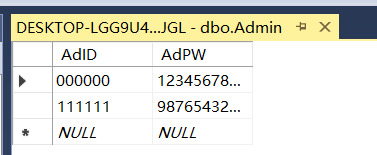 DESKTOP-LGG9U4...JGL - dbo.Admin
AdID AdPW
000000 12345678...
111111 98765432...
NULL NULL